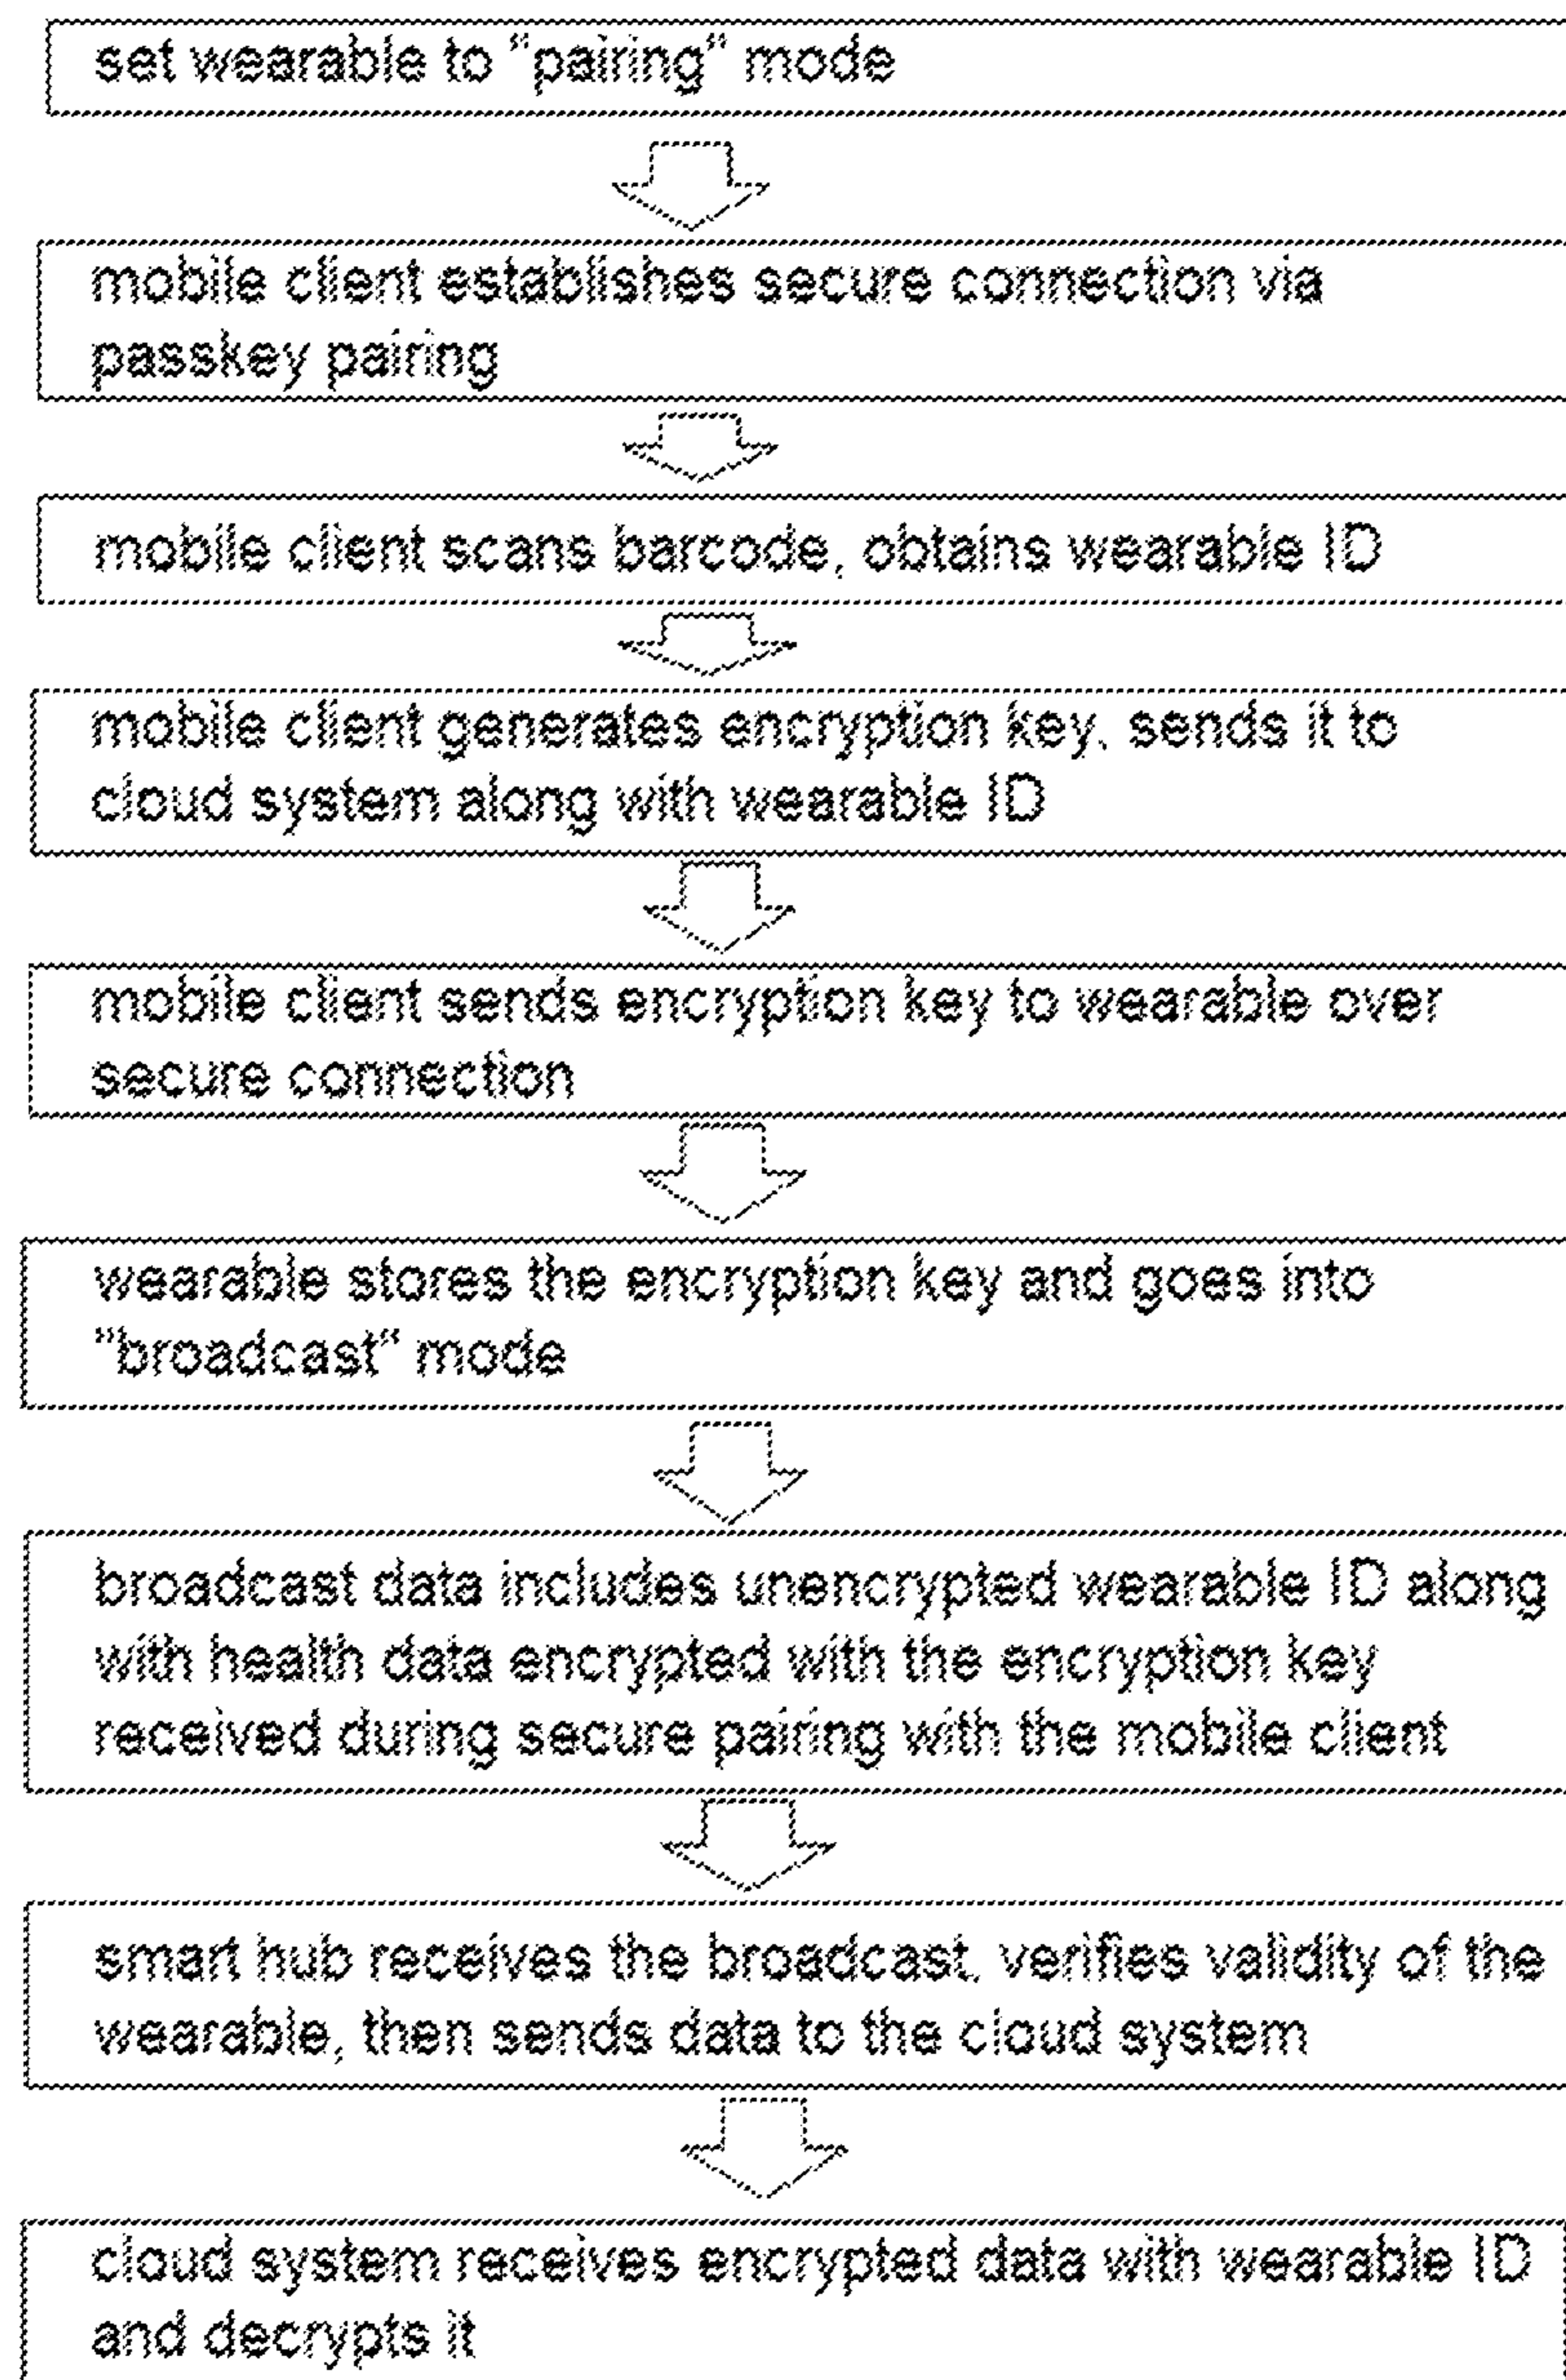 set wearable to "pairing" mode
mobile client establishes secure connection via
passkey pairing
mobile client scans barcode, obtains wearable ID
mobile client generates encryption key, sends it to
cloud system along with wearable ID
mobile client sends encryption key to wearable over
secure connection
wearable stores the encryption key and goes into
"broadcast" mode
broadcast data includes unencrypted wearable ID along
with health data encrypted with the encryption key
received during secure pairing with the mobile client
smart hub receives the broadcast, verifies validity of the
wearable, then sends data to the cloud system
cloud system receives encrypted data with wearable ID
and decrypts it